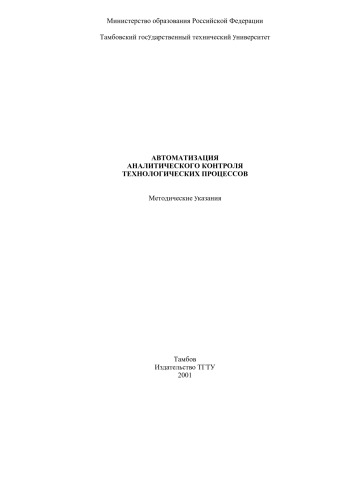 Министерство образования Российской Федерации
Тамбовский государственный технический университет
АВТОМАТИЗАЦИЯ
АНАЛИТИЧЕСКОГО КОНТРОЛЯ
ТЕХНОЛОГИЧЕСКИХ ПРОЦЕССОВ
Методические указания
Тамбов
Издательство ТГТУ
2001